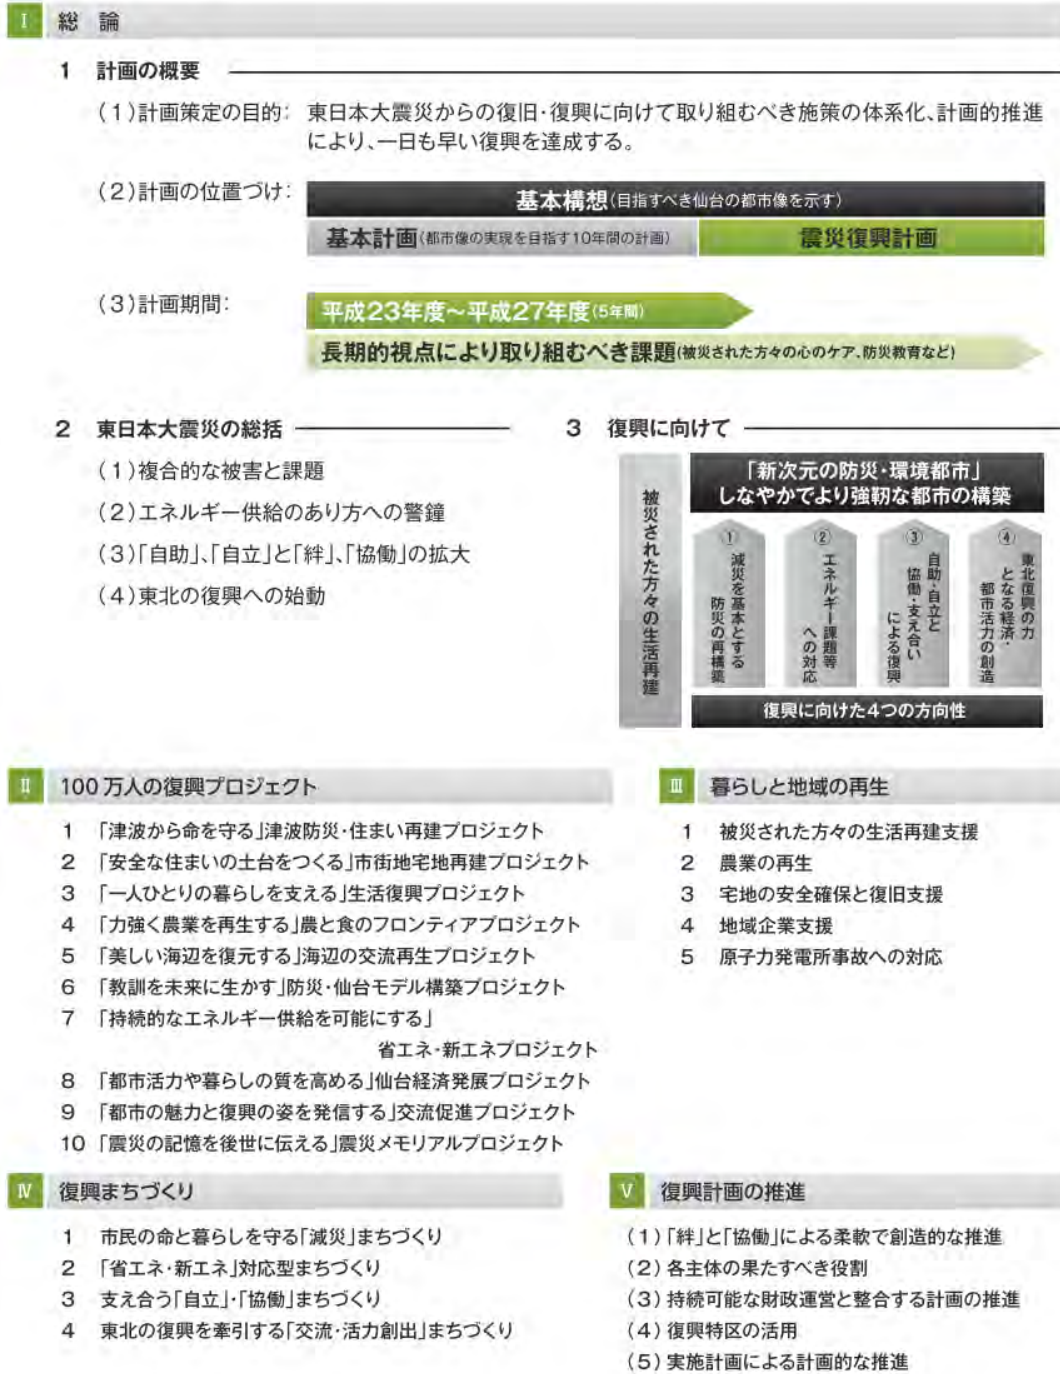 I 総 論
1 計画の概要
(1)計画策定の目的: 東日本大震災からの復旧・復興に向けて取り組むべき施策の体系化、計画的推進
により、一日も早い復興を達成する。
(2)計画の位置づけ:
基本構想(目指すべき仙台の都市像を示す)
基本計画(都市像の実現を目指す10年間の計画) 震災復興計画
(3)計画期間:
平成23年度～平成27年度(5年間)
長期的視点により取り組むべき課題(被災された方々の心のケア、防災教育など)
2 東日本大震災の総括
(1)複合的な被害と課題
(2)エネルギー供給のあり方への警鐘
(3)「自助」、「自立」と「絆」、「協働」の拡大
(4)東北の復興への始動
3 復興に向けて
被災された方々の生活再建
「新次元の防災・環境都市」
しなやかでより強靭な都市の構築
①
減災を基本とする
防災の再構築
②
エネルギー課題等
への対応
③
自助・自立と
協働・支え合い
による復興
④
東北復興の力
となる経済・
都市活力の創造
復興に向けた4つの方向性
II 100万人の復興プロジェクト
1 「津波から命を守る」津波防災・住まい再建プロジェクト
2 「安全な住まいの土台をつくる」市街地宅地再建プロジェクト
3 「一人ひとりの暮らしを支える」生活復興プロジェクト
4 「力強く農業を再生する」農と食のフロンティアプロジェクト
5 「美しい海辺を復元する」海辺の交流再生プロジェクト
6 「教訓を未来に生かす」防災・仙台モデル構築プロジェクト
7 「持続的なエネルギー供給を可能にする」
省エネ・新エネプロジェクト
8 「都市活力や暮らしの質を高める」仙台経済発展プロジェクト
9 「都市の魅力と復興の姿を発信する」交流促進プロジェクト
10 「震災の記憶を後世に伝える」震災メモリアルプロジェクト
III 暮らしと地域の再生
1 被災された方々の生活再建支援
2 農業の再生
3 宅地の安全確保と復旧支援
4 地域企業支援
5 原子力発電所事故への対応
IV 復興まちづくり
1 市民の命と暮らしを守る「減災」まちづくり
2 「省エネ・新エネ」対応型まちづくり
3 支え合う「自立」・「協働」まちづくり
4 東北の復興を牽引する「交流・活力創出」まちづくり
V 復興計画の推進
(1)「絆」と「協働」による柔軟で創造的な推進
(2)各主体の果たすべき役割
(3)持続可能な財政運営と整合する計画の推進
(4)復興特区の活用
(5)実施計画による計画的な推進